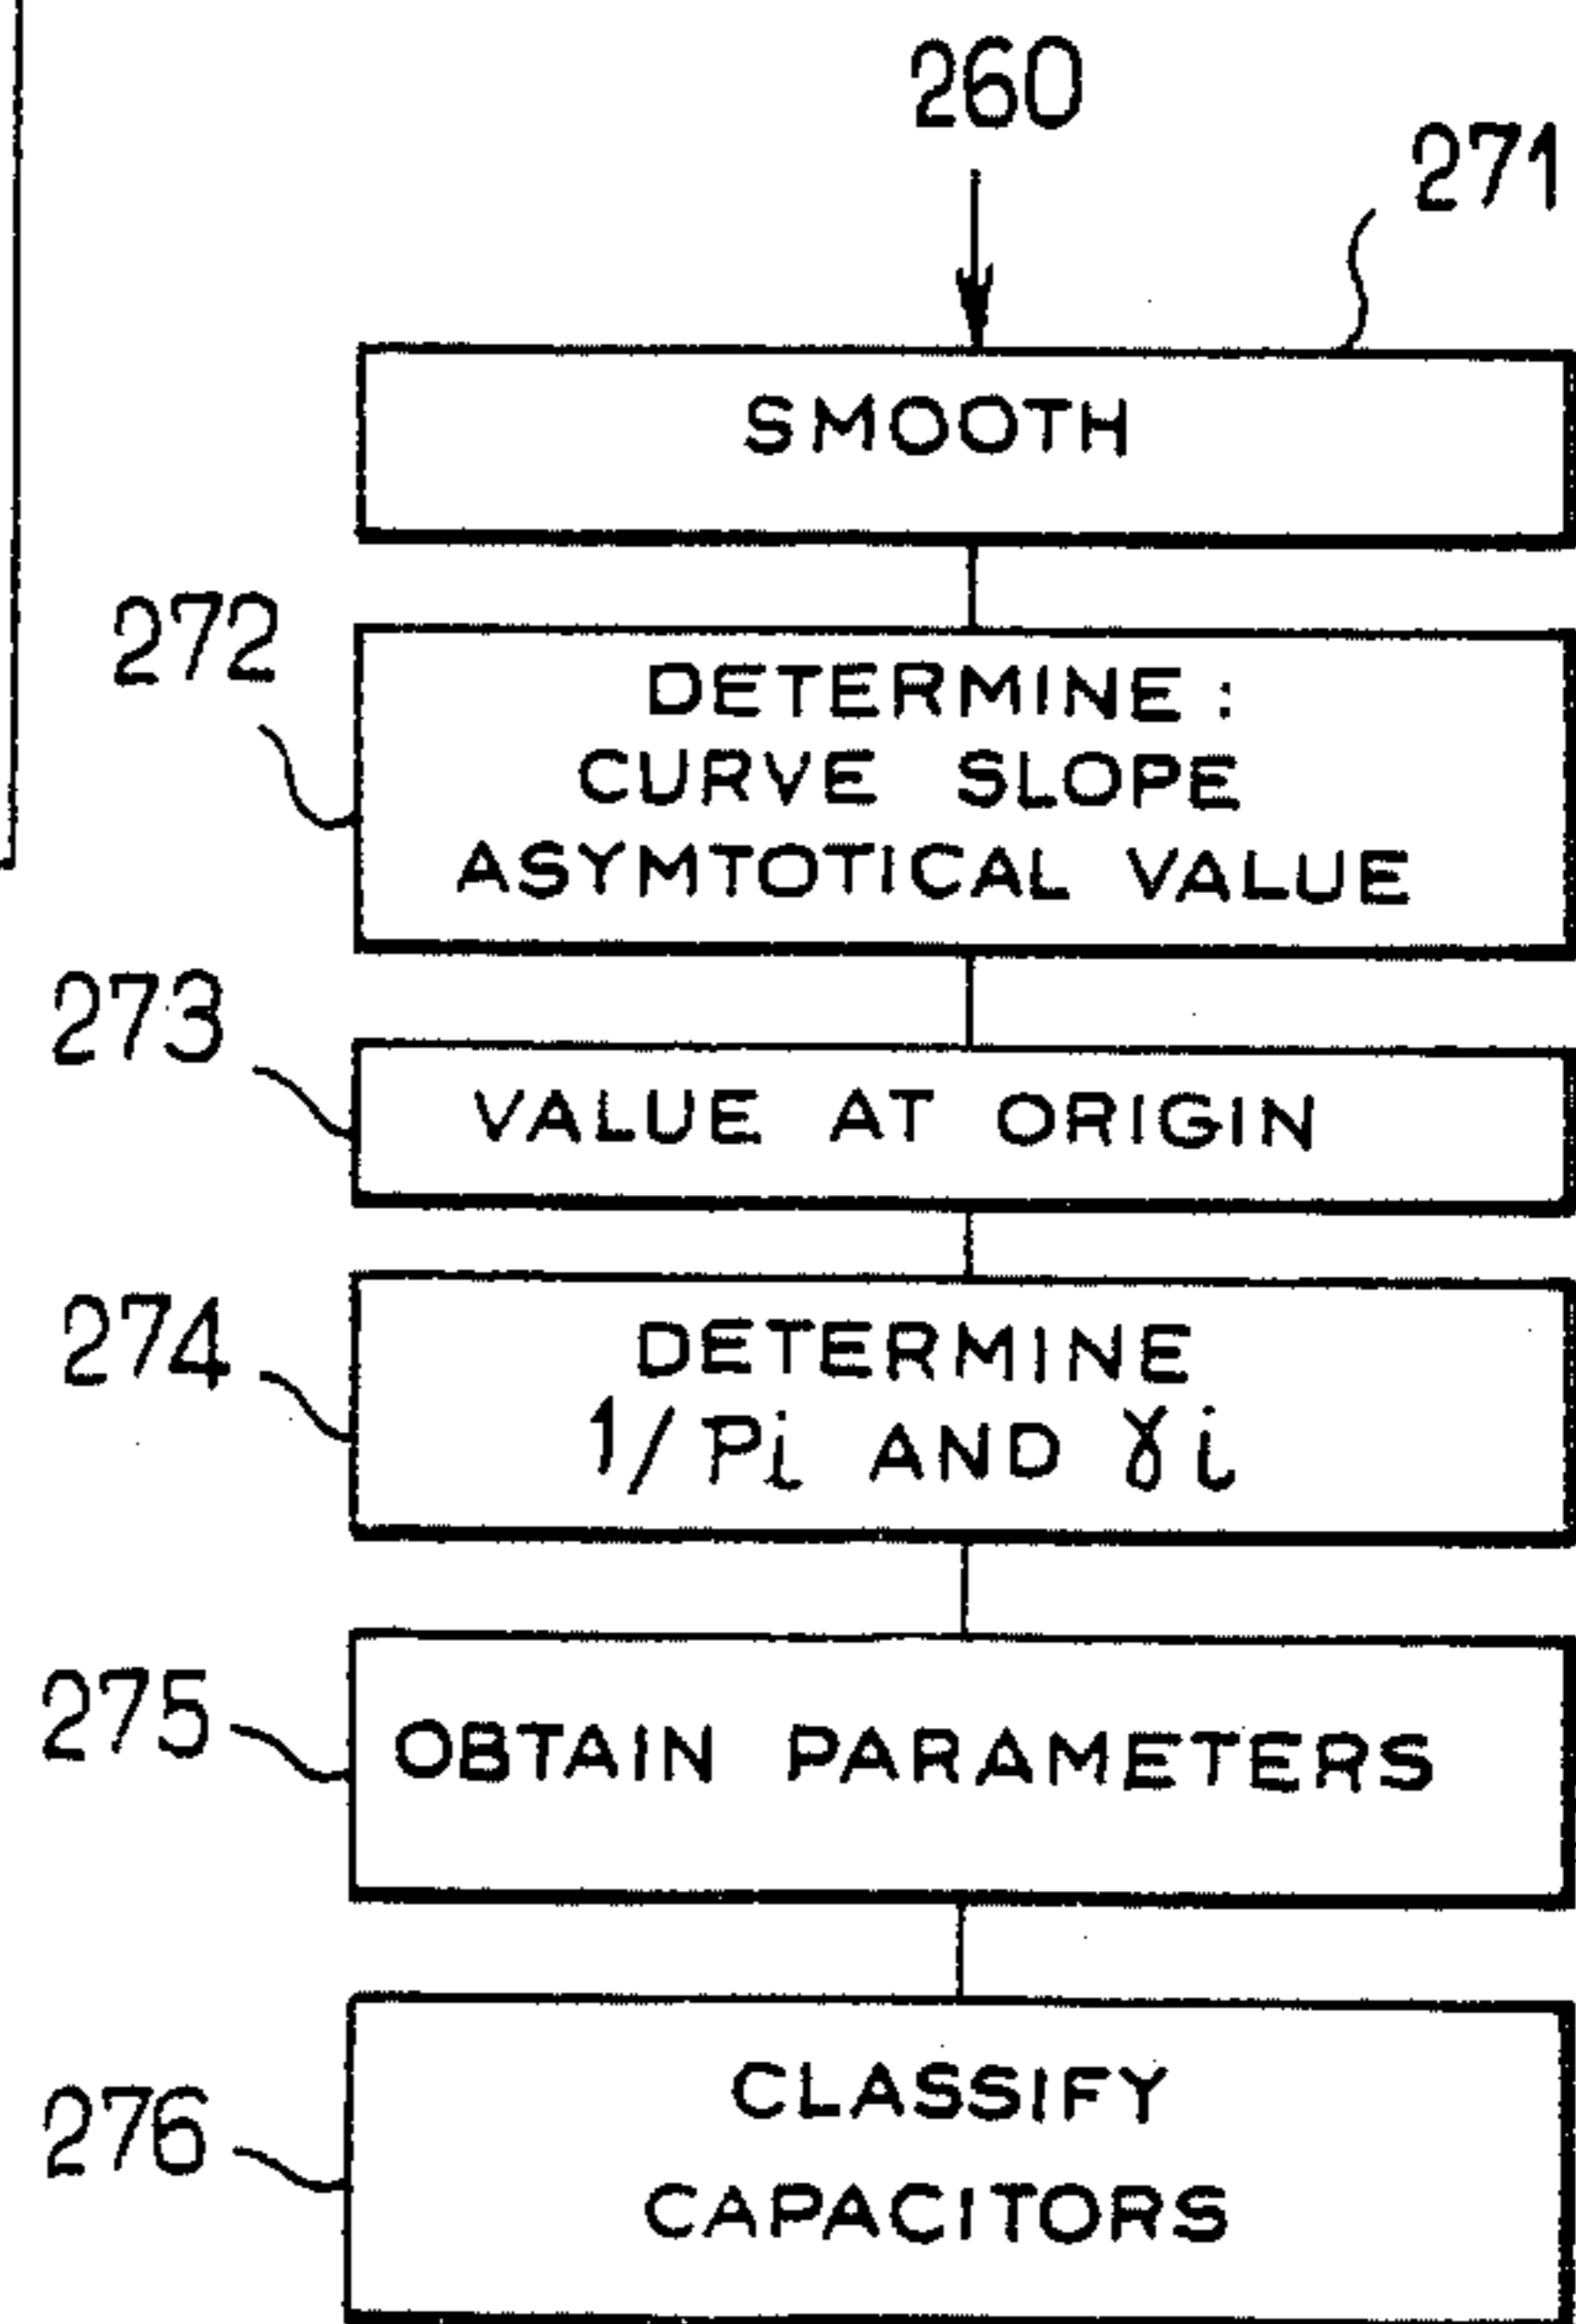 260
271
SMOOTH
272
DETERMINE :
CURVE SLOPE
ASYMTOTICAL VALUE
273
VALUE AT ORIGIN
274
DETERMINE
1/Pi AND γi
275
OBTAIN PARAMETERS
276
CLASSIFY
CAPACITORS